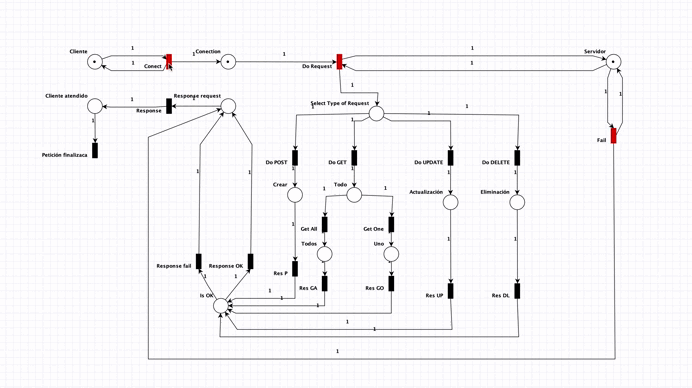 Cliente
1
1
Conect
1
Conection
1
Do Request
1
1
Servidor
1
1
Fail
1
Cliente atendido
1
Response
Response request
1
Select Type of Request
1
1
1
1
1
Petición finalizaca
Do POST
Do GET
Do UPDATE
Do DELETE
1
1
1
1
Crear
Todo
1
1
Actualización
Eliminación
1
Get All
Get One
Todos
Uno
1
1
Response fail
Response OK
Res P
1
1
Res GA
Res GO
Res UP
Res DL
Is OK
1
1
1
1
1